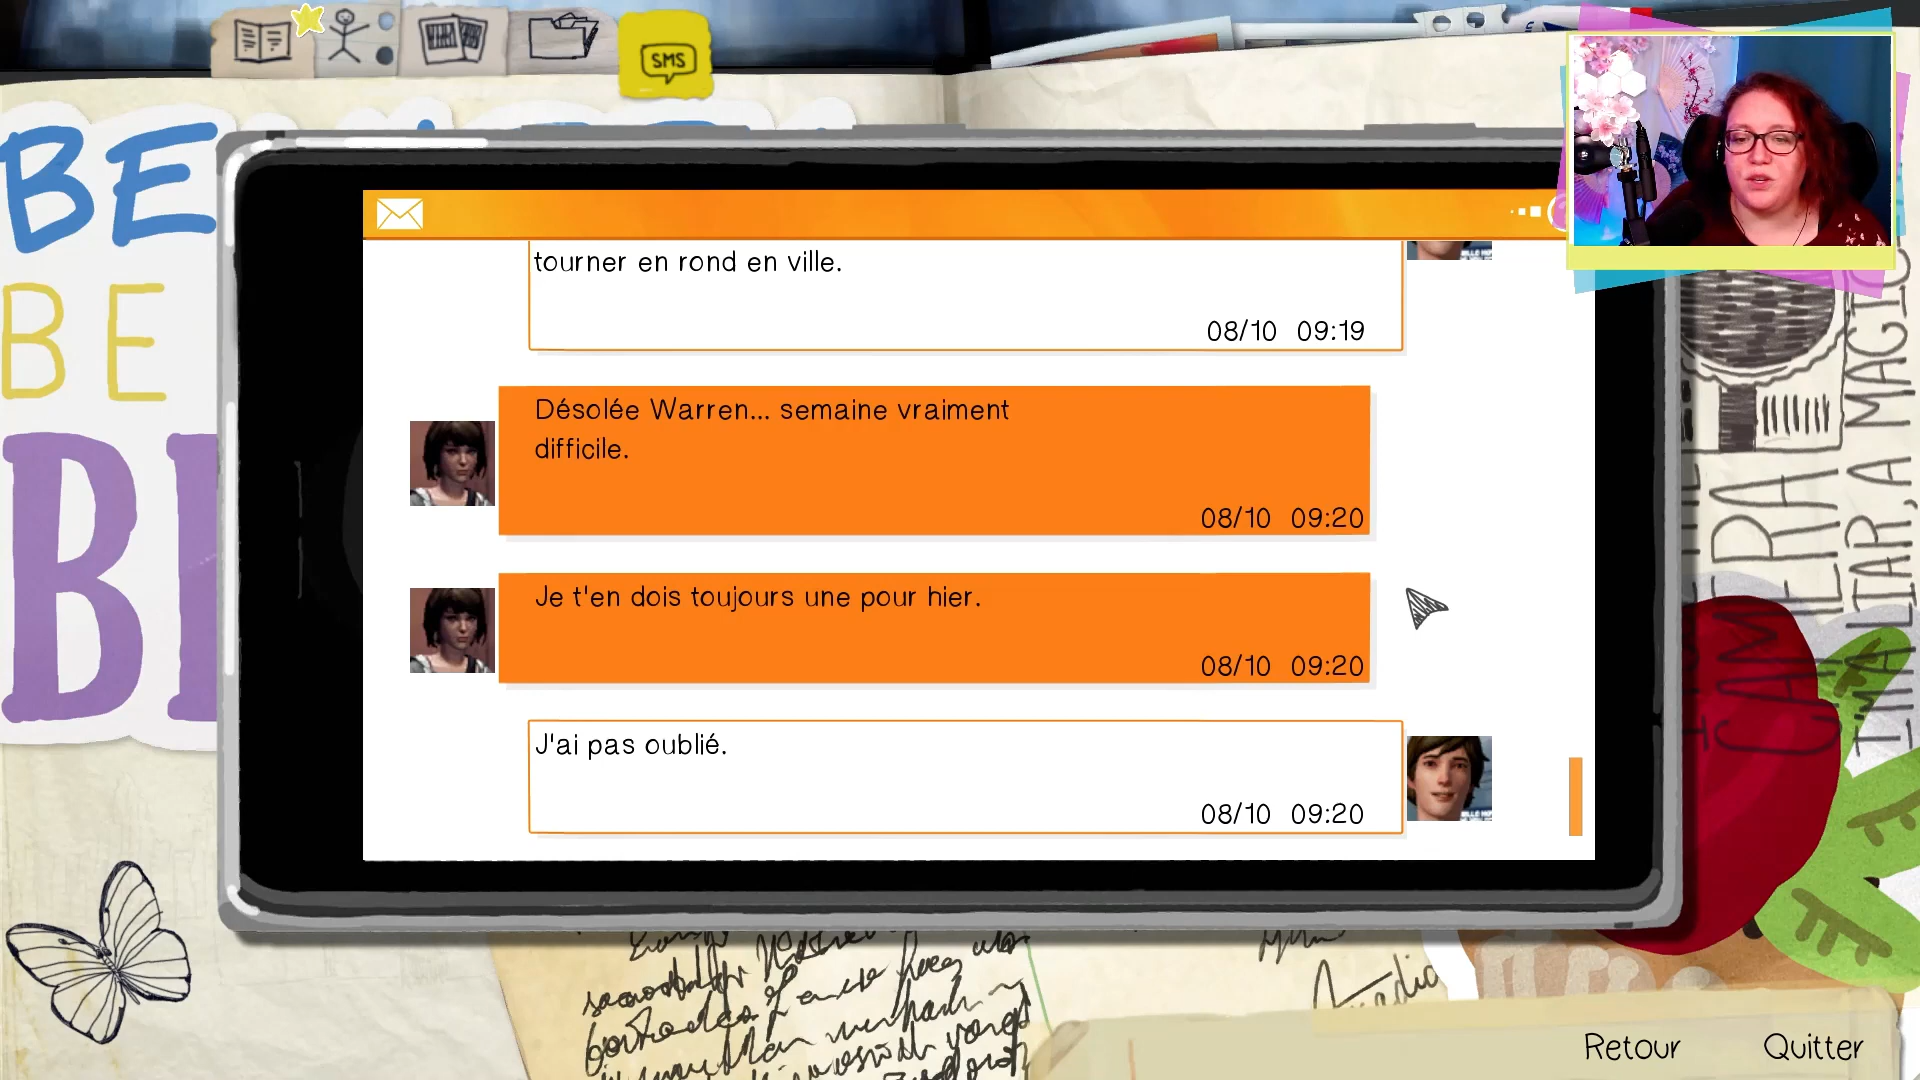 SMS
BE
BE
tourner en rond en ville.
08/10 09:19
Désolée Warren... semaine vraiment
difficile.
08/10 09:20
Je t'en dois toujours une pour hier.
08/10 09:20
J'ai pas oublié.
08/10 09:20
CAMERA
A MAGIC
Retour
Quitter